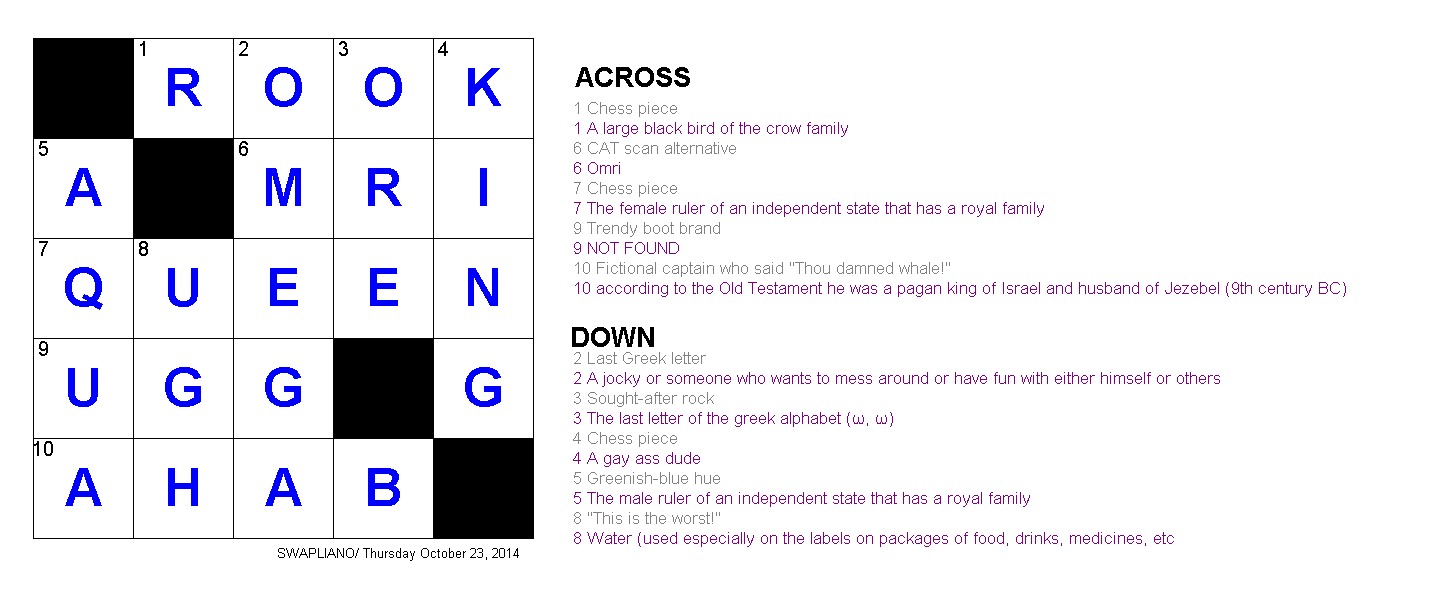 1 2 3 4
R O O K
5 6
A M R I
7 8
Q U E E N
9
U G G G
10
A H A B
SWAPLIANO/ Thursday October 23, 2014
ACROSS
1 Chess piece
1 A large black bird of the crow family
6 CAT scan alternative
6 Omri
7 Chess piece
7 The female ruler of an independent state that has a royal family
9 Trendy boot brand
9 NOT FOUND
10 Fictional captain who said "Thou damned whale!"
10 according to the Old Testament he was a pagan king of Israel and husband of Jezebel (9th century BC)
DOWN
2 Last Greek letter
2 A jocky or someone who wants to mess around or have fun with either himself or others
3 Sought-after rock
3 The last letter of the greek alphabet (ω, ω)
4 Chess piece
4 A gay ass dude
5 Greenish-blue hue
5 The male ruler of an independent state that has a royal family
8 "This is the worst!"
8 Water (used especially on the labels on packages of food, drinks, medicines, etc